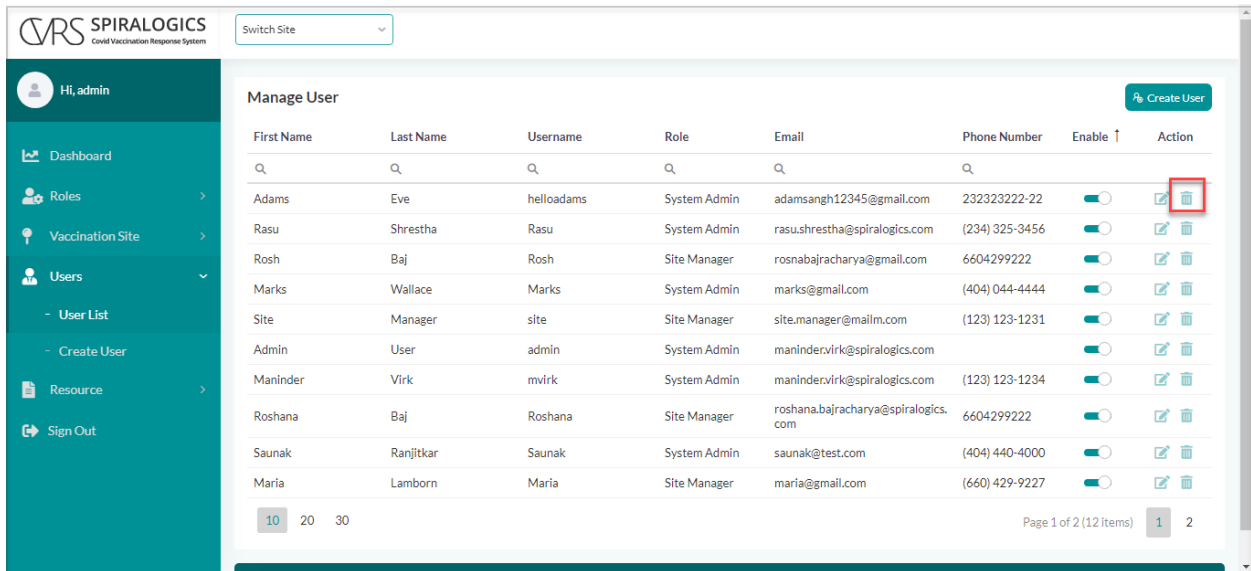 CVRS SPIRALOGICS
Covid Vaccination Response System
Switch Site
Hi, admin
Dashboard
Roles
Vaccination Site
Users
- User List
- Create User
Resource
Sign Out
Manage User
Create User
First Name Last Name Username Role Email Phone Number Enable ↑ Action
Adams Eve helloadams System Admin adamsangh12345@gmail.com 232323222-22
Rasu Shrestha Rasu System Admin rasu.shrestha@spiralogics.com (234) 325-3456
Rosh Baj Rosh Site Manager rosnabajracharya@gmail.com 6604299222
Marks Wallace Marks System Admin marks@gmail.com (404) 044-4444
Site Manager site Site Manager site.manager@mailm.com (123) 123-1231
Admin User admin System Admin maninder.virk@spiralogics.com
Maninder Virk mvirk System Admin maninder.virk@spiralogics.com (123) 123-1234
Roshana Baj Roshana Site Manager roshana.bajracharya@spiralogics. 6604299222
com
Saunak Ranjitkar Saunak System Admin saunak@test.com (404) 440-4000
Maria Lamborn Maria Site Manager maria@gmail.com (660) 429-9227
10 20 30 Page 1 of 2 (12 items) 1 2